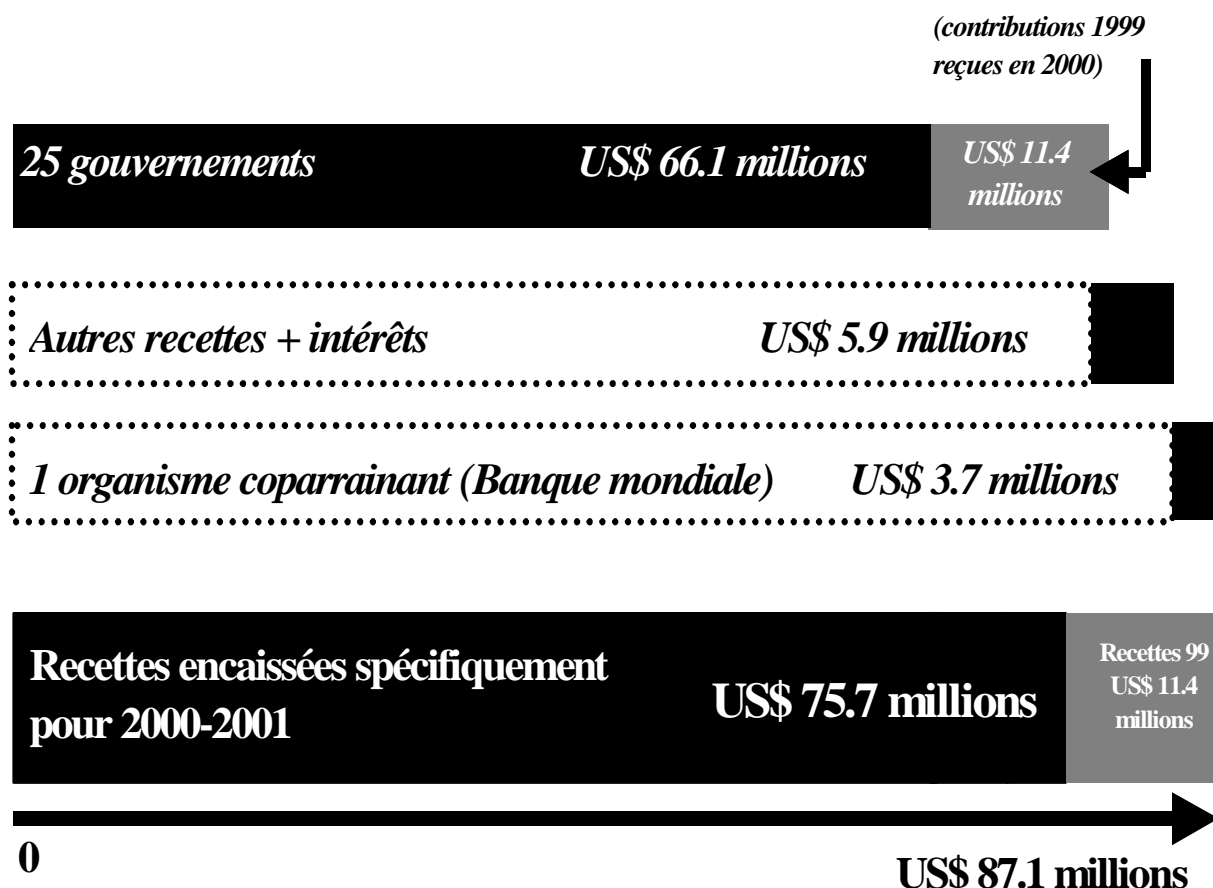 (contributions 1999
reçues en 2000)
25 gouvernements US$ 66.1 millions US$ 11.4
millions
Autres recettes + intérêts US$ 5.9 millions
1 organisme coparrainant (Banque mondiale) US$ 3.7 millions
Recettes encaissées spécifiquement
pour 2000-2001
US$ 75.7 millions
Recettes 99
US$ 11.4
millions
0
US$ 87.1 millions